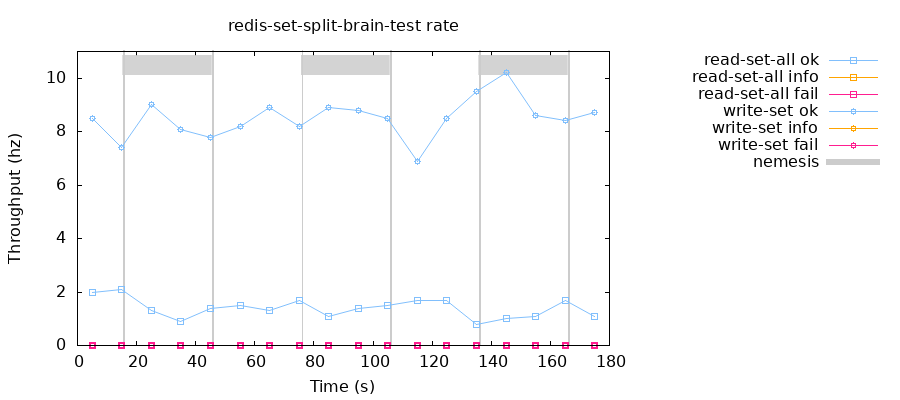 redis-set-split-brain-test rate
Throughput (hz)
10
8
6
4
2
0
0 20 40 60 80 100 120 140 160 180
Time (s)
read-set-all ok
read-set-all info
read-set-all fail
write-set ok
write-set info
write-set fail
nemesis